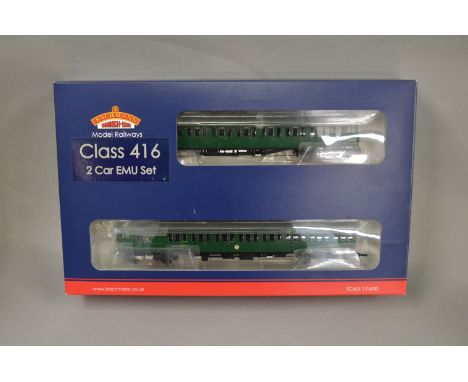 BACHMANN
BRANCH-LINE
Model Railways
Class 416
2 Car EMU Set
www.bachmann.co.uk
SCALE 1:76/00